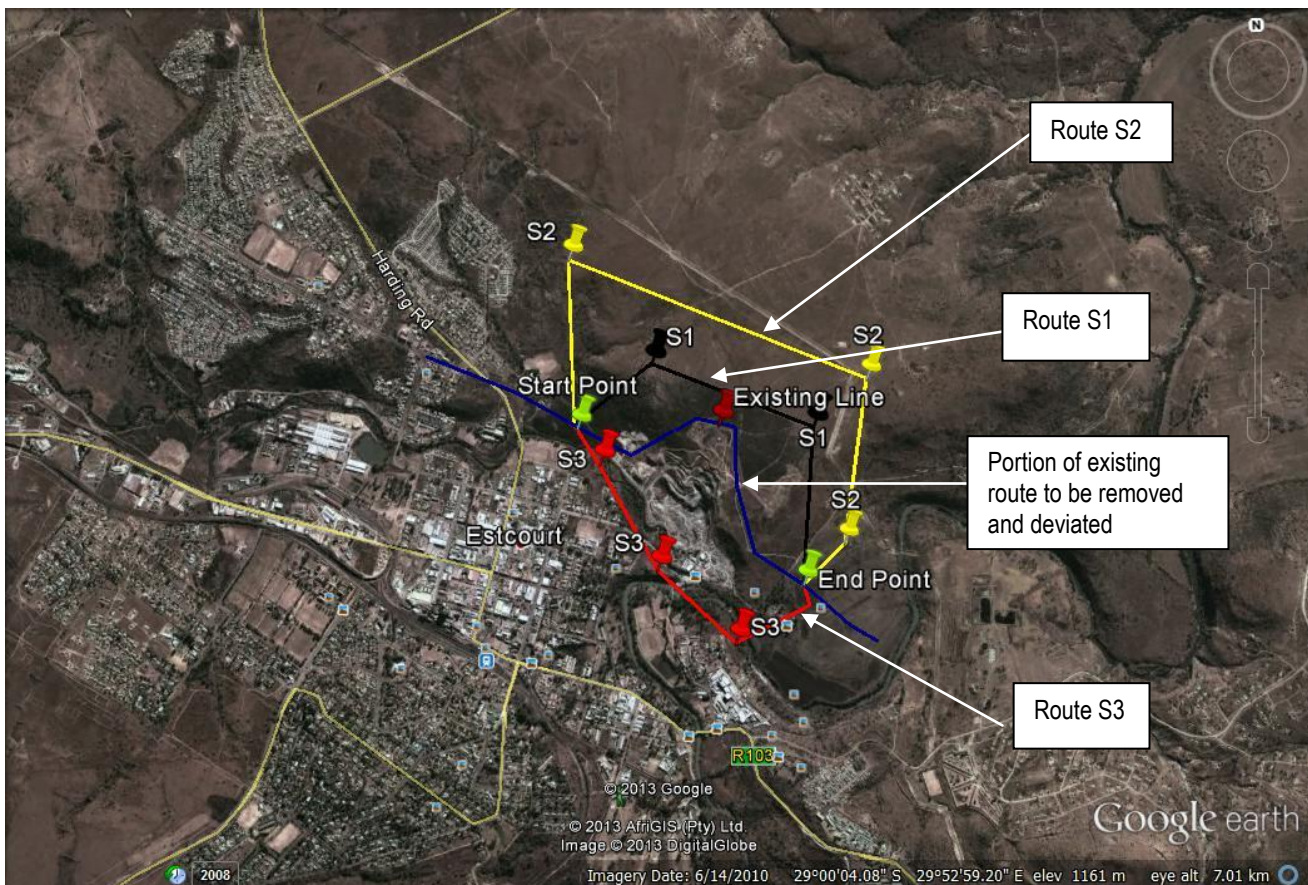 N
Route S2
S2
Harding Rd
Route S1
S1
S2
Start Point
Existing Line
S1
S3
Portion of existing
route to be removed
and deviated
S2
Estcourt
S3
End Point
S3
Route S3
R103
© 2013 Google
© 2013 AfriGIS (Pty) Ltd.
Image © 2013 DigitalGlobe
Google earth
2008
Imagery Date: 6/14/2010 29°00'04.08" S 29°52'59.20" E elev 1161 m eye alt 7.01 km